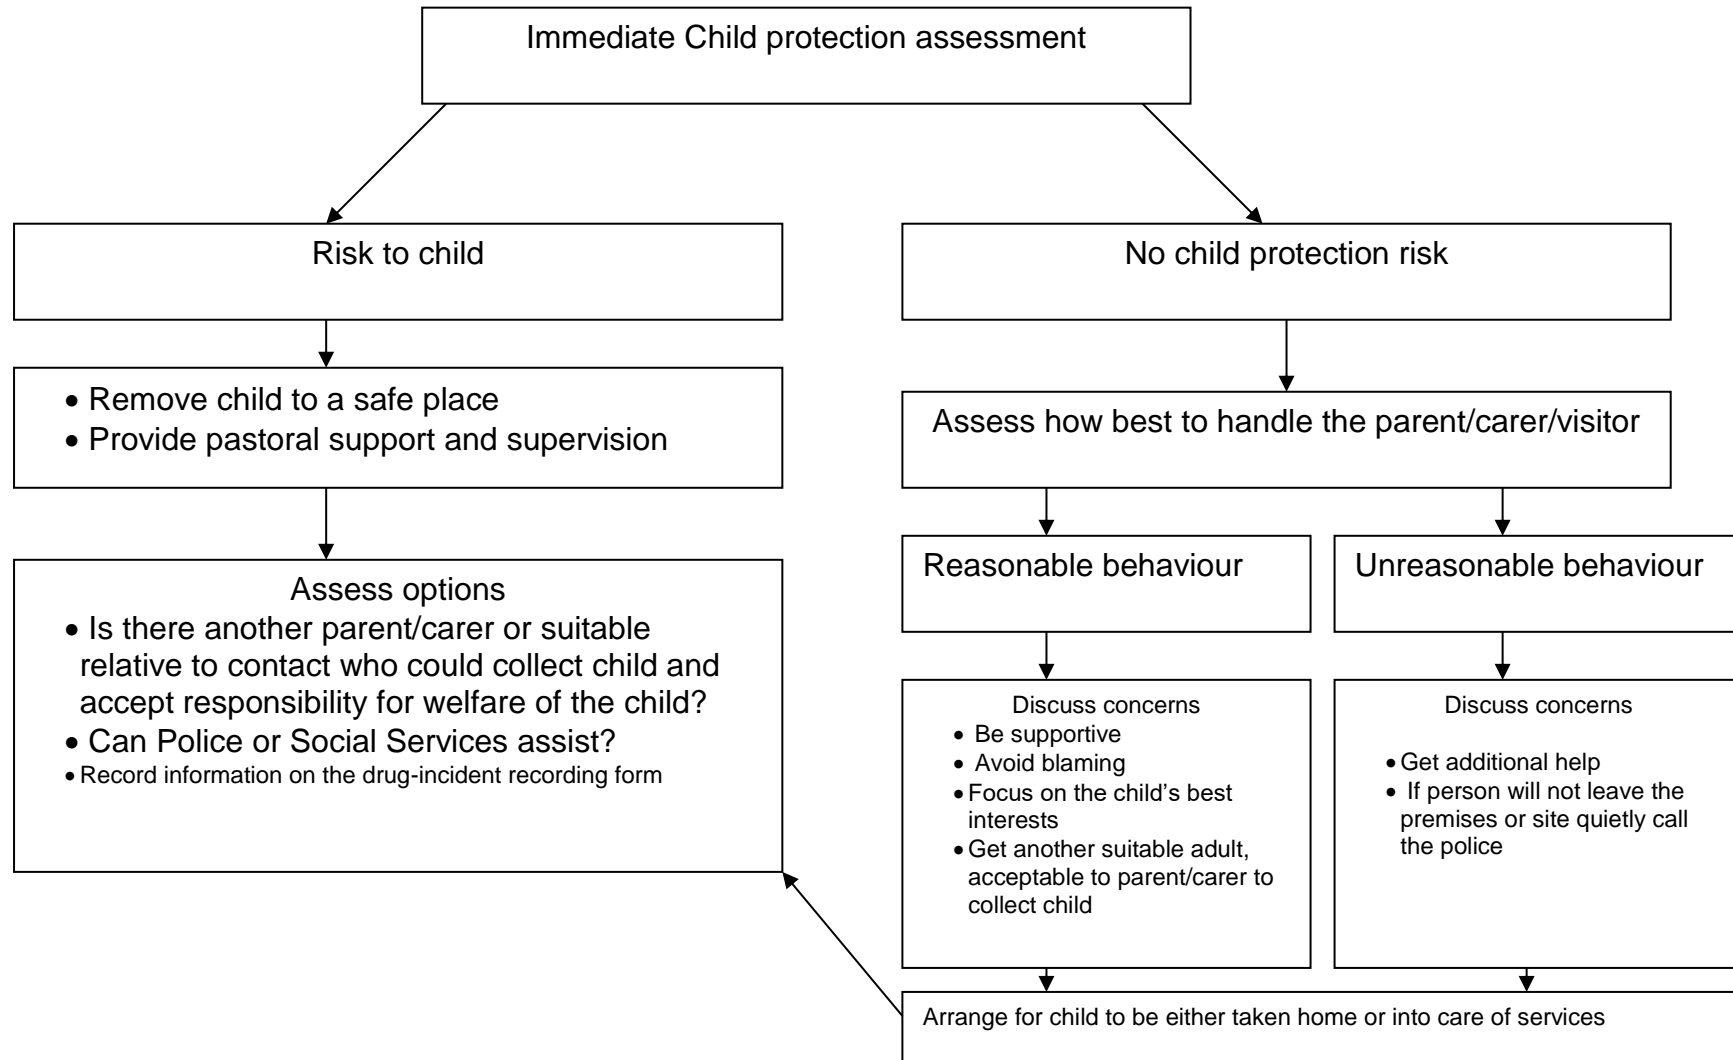 Immediate Child protection assessment
Risk to child
No child protection risk
• Remove child to a safe place
• Provide pastoral support and supervision
Assess how best to handle the parent/carer/visitor
Reasonable behaviour
Unreasonable behaviour
Assess options
• Is there another parent/carer or suitable
relative to contact who could collect child and
accept responsibility for welfare of the child?
• Can Police or Social Services assist?
• Record information on the drug-incident recording form
Discuss concerns
• Be supportive
• Avoid blaming
• Focus on the child’s best
interests
• Get another suitable adult,
acceptable to parent/carer to
collect child
Discuss concerns
• Get additional help
• If person will not leave the
premises or site quietly call
the police
Arrange for child to be either taken home or into care of services